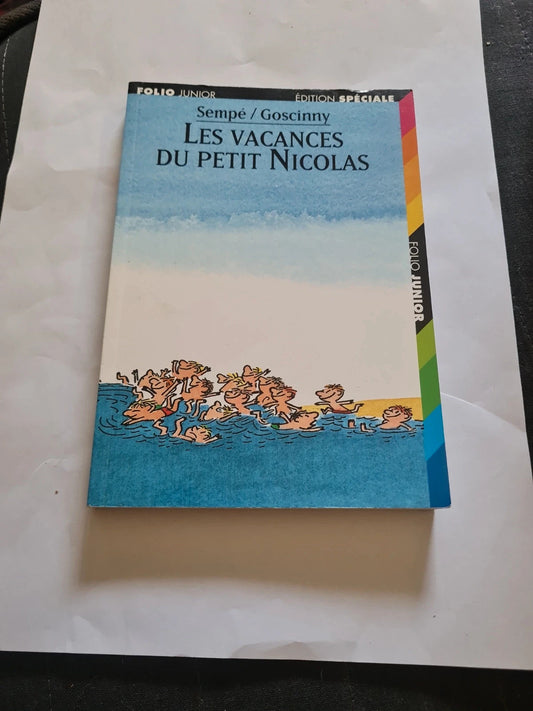 FOLIO JUNIOR
ÉDITION SPÉCIALE
Sempé / Goscinny
LES VACANCES
DU PETIT NICOLAS
FOLIO JUNIOR